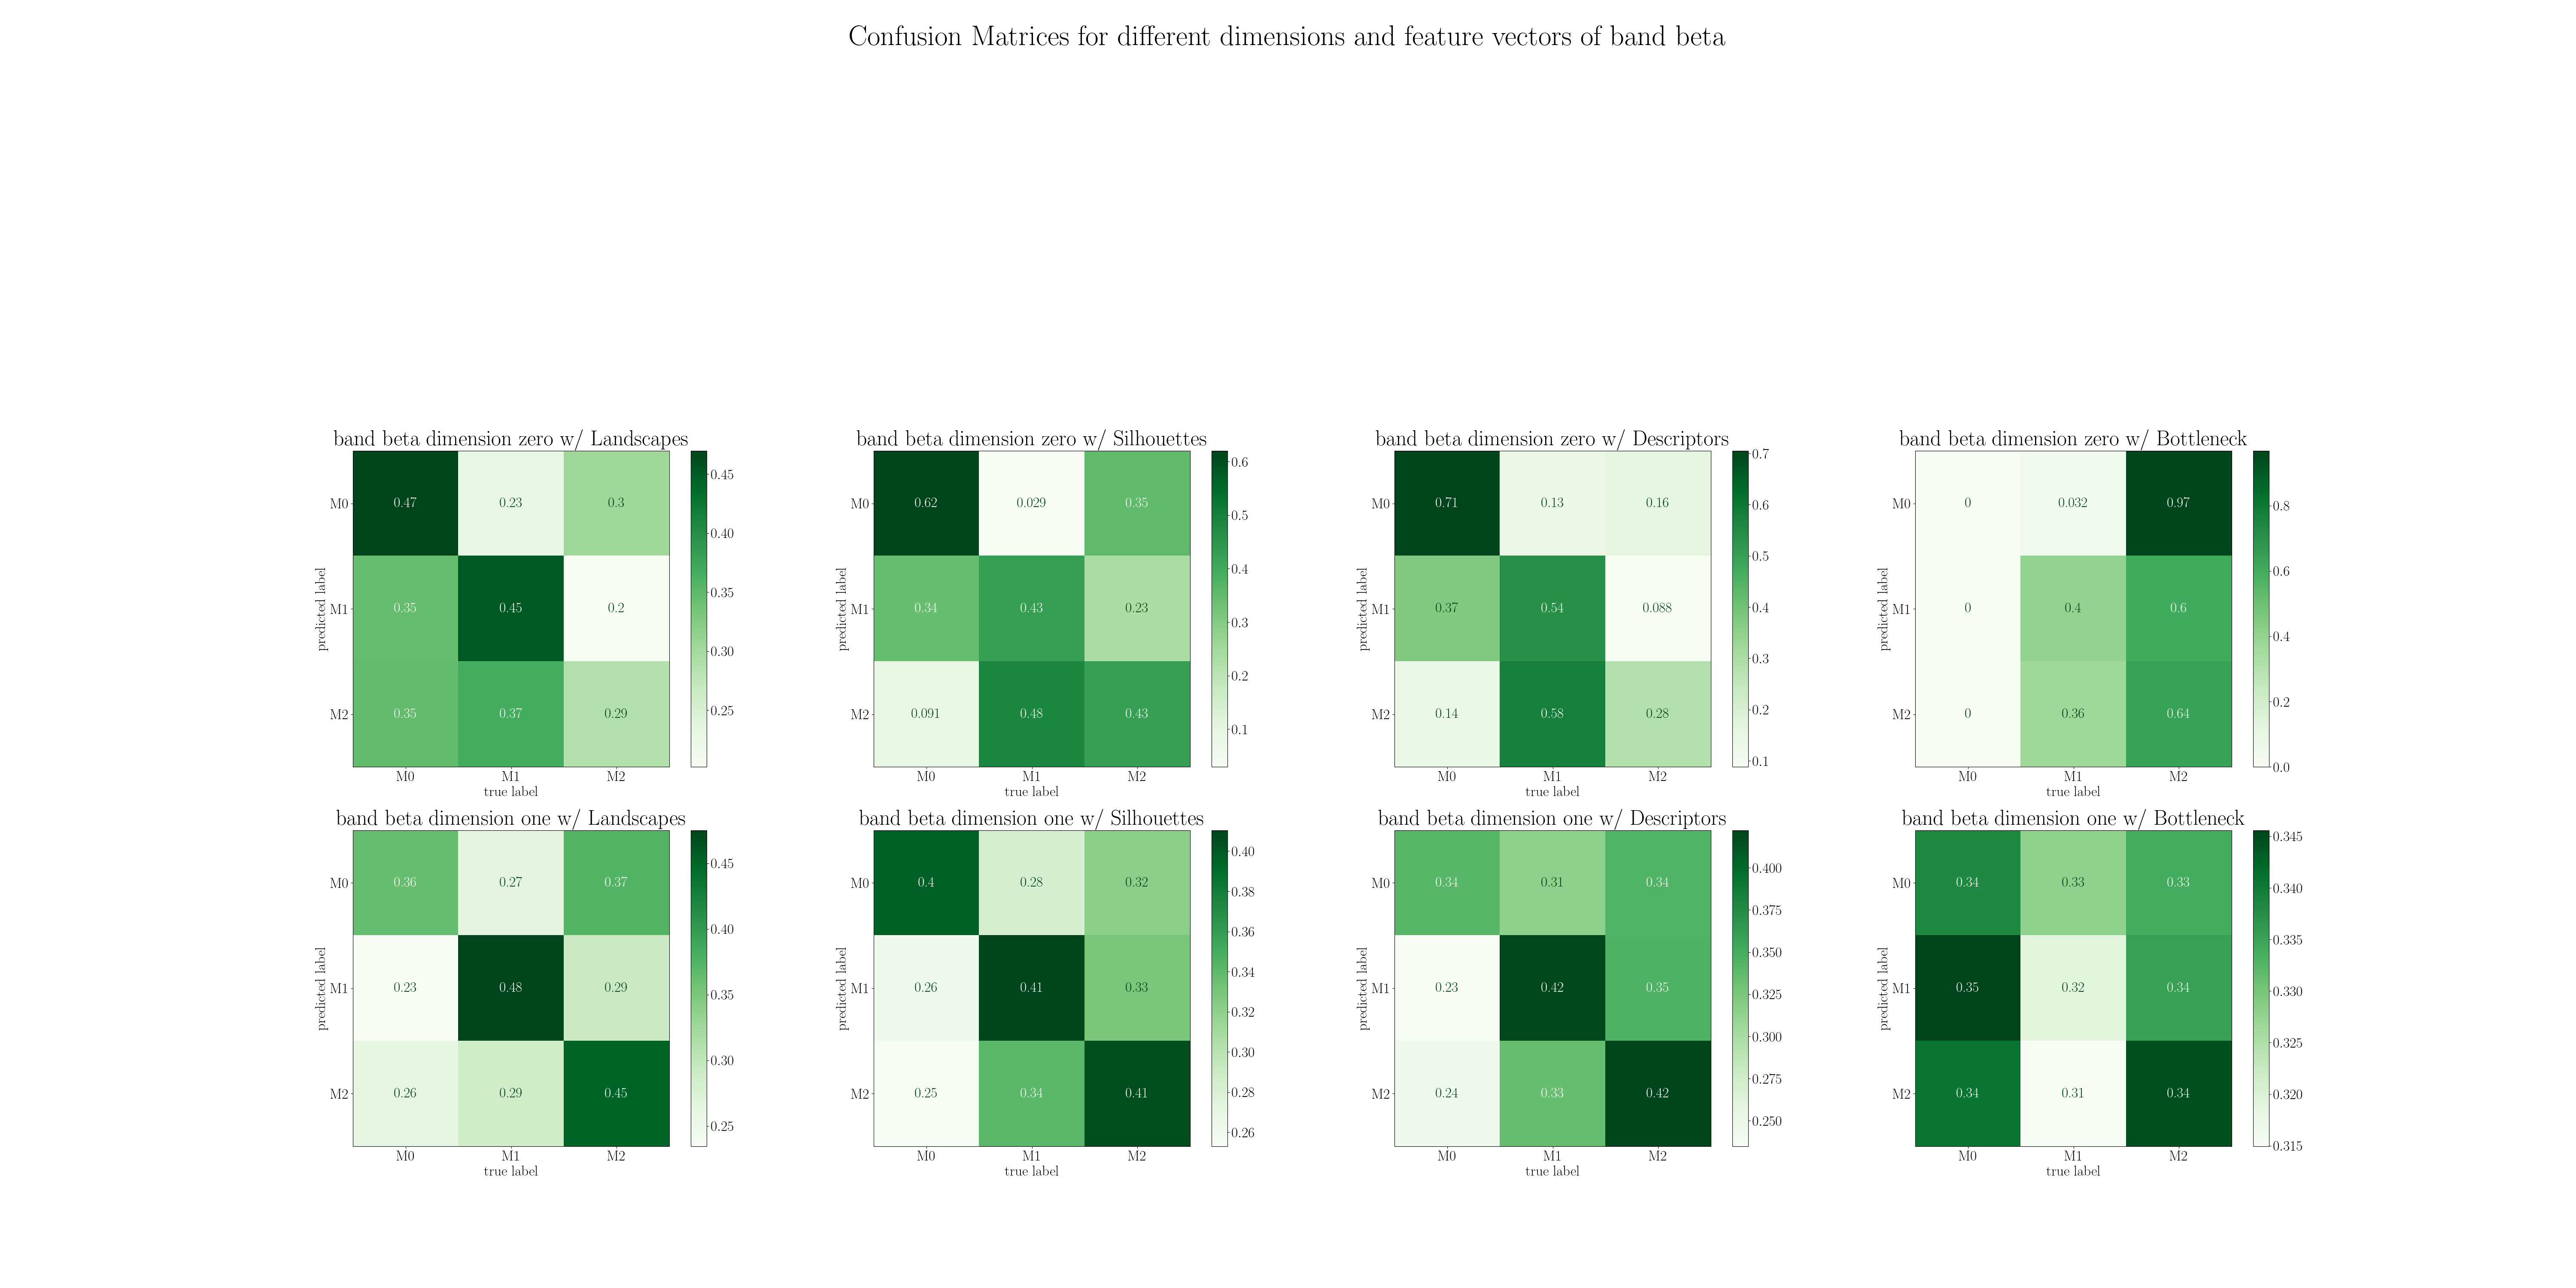 Confusion Matrices for different dimensions and feature vectors of band beta
band beta dimension zero w/ Landscapes
predicted label
M0 0.47 0.23 0.3
M1 0.35 0.45 0.2
M2 0.35 0.37 0.29
M0 M1 M2
true label
0.45
0.40
0.35
0.30
0.25
band beta dimension zero w/ Silhouettes
predicted label
M0 0.62 0.029 0.35
M1 0.34 0.43 0.23
M2 0.091 0.48 0.43
M0 M1 M2
true label
0.6
0.5
0.4
0.3
0.2
0.1
band beta dimension zero w/ Descriptors
predicted label
M0 0.71 0.13 0.16
M1 0.37 0.54 0.088
M2 0.14 0.58 0.28
M0 M1 M2
true label
0.7
0.6
0.5
0.4
0.3
0.2
0.1
band beta dimension zero w/ Bottleneck
predicted label
M0 0 0.032 0.97
M1 0 0.4 0.6
M2 0 0.36 0.64
M0 M1 M2
true label
0.8
0.6
0.4
0.2
0.0
band beta dimension one w/ Landscapes
predicted label
M0 0.36 0.27 0.37
M1 0.23 0.48 0.29
M2 0.26 0.29 0.45
M0 M1 M2
true label
0.45
0.40
0.35
0.30
0.25
band beta dimension one w/ Silhouettes
predicted label
M0 0.4 0.28 0.32
M1 0.26 0.41 0.33
M2 0.25 0.34 0.41
M0 M1 M2
true label
0.40
0.38
0.36
0.34
0.32
0.30
0.28
0.26
band beta dimension one w/ Descriptors
predicted label
M0 0.34 0.31 0.34
M1 0.23 0.42 0.35
M2 0.24 0.33 0.42
M0 M1 M2
true label
0.400
0.375
0.350
0.325
0.300
0.275
0.250
band beta dimension one w/ Bottleneck
predicted label
M0 0.34 0.33 0.33
M1 0.35 0.32 0.34
M2 0.34 0.31 0.34
M0 M1 M2
true label
0.345
0.340
0.335
0.330
0.325
0.320
0.315